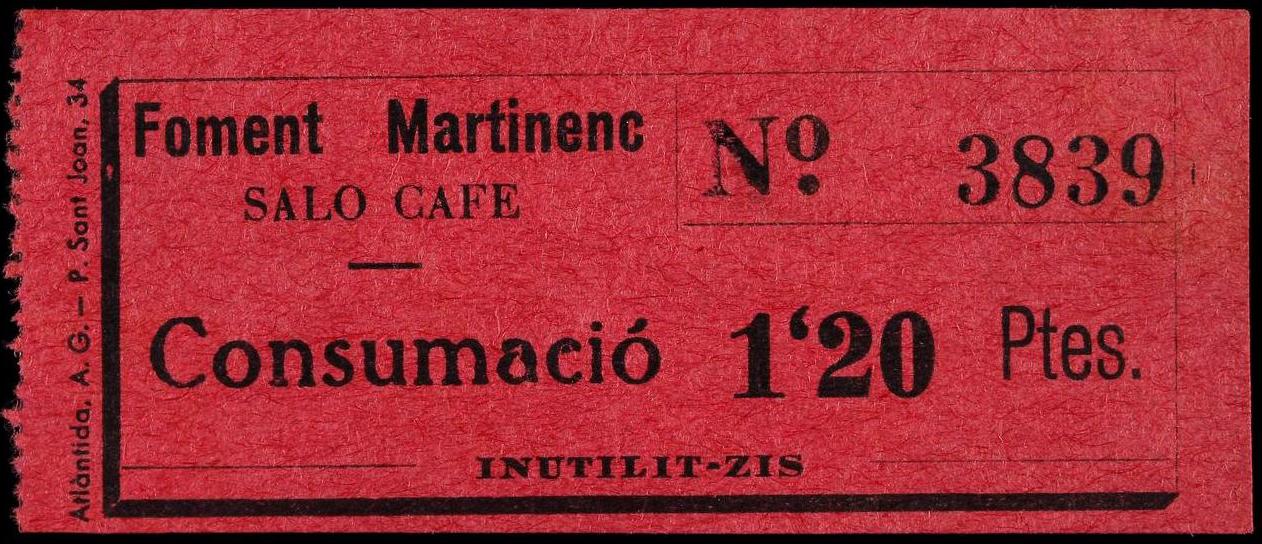 Foment Martinenc
SALO CAFE
Nº. 3839
Consumació 1'20 Ptes.
INUTILIT-ZIS
Atlàntida, A. G. — P. Sant Joan, 34